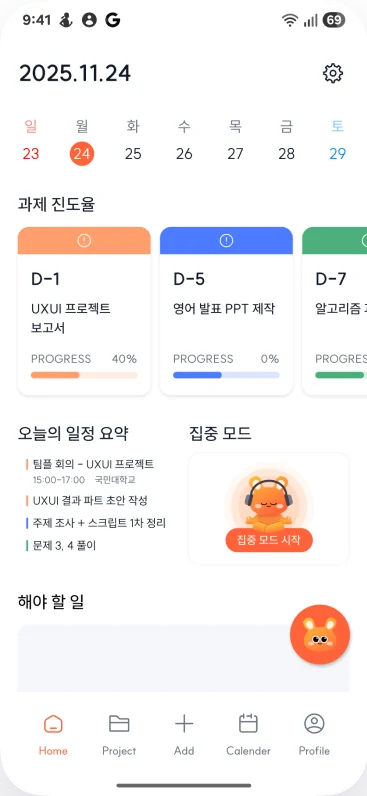 9:41
69
2025.11.24
일 월 화 수 목 금 토
23 24 25 26 27 28 29
과제 진도율
D-1
UXUI 프로젝트
보고서
PROGRESS 40%
D-5
영어 발표 PPT 제작
PROGRESS 0%
D-7
알고리즘
PROGRES
오늘의 일정 요약
팀플 회의 - UXUI 프로젝트
15:00-17:00 국민대학교
UXUI 결과 파트 초안 작성
주제 조사 + 스크립트 1차 정리
문제 3, 4 풀이
집중 모드
집중 모드 시작
해야 할 일
Home Project Add Calender Profile